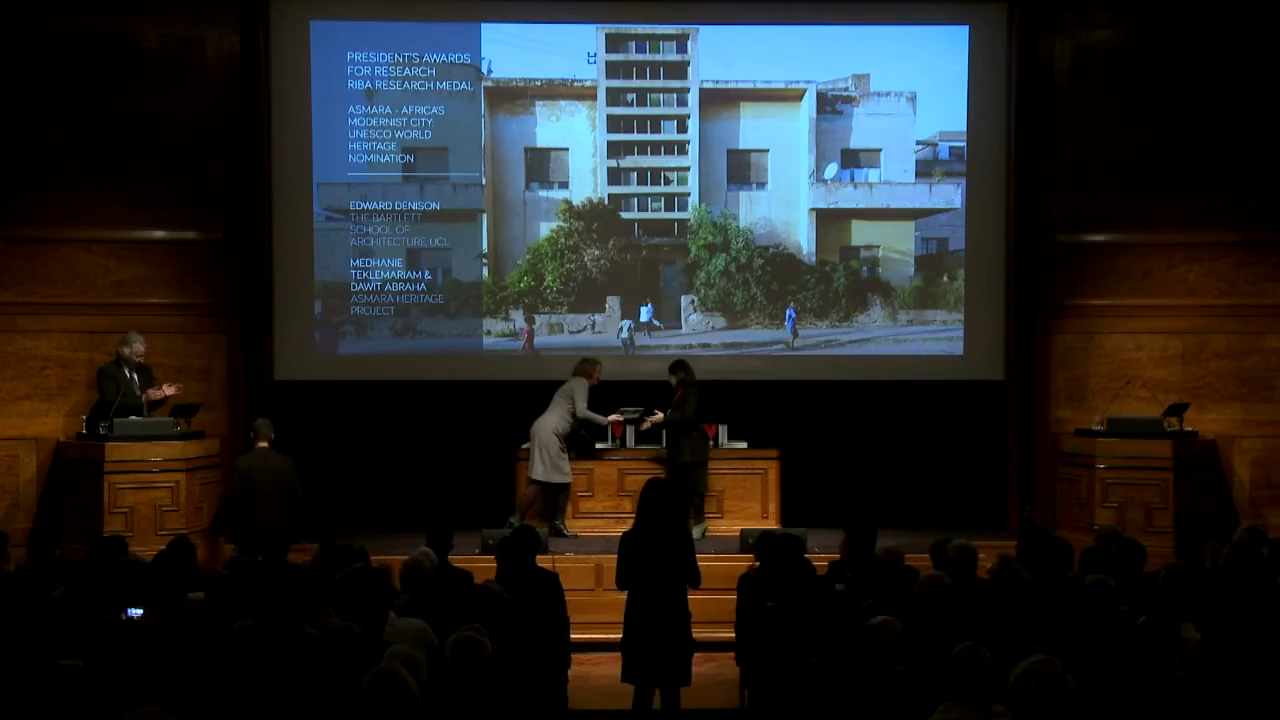 PRESIDENT'S AWARDS
FOR RESEARCH
RIBA RESEARCH MEDAL
ASMARA - AFRICA'S
MODERNIST CITY:
UNESCO WORLD
HERITAGE
NOMINATION
EDWARD DENISON
THE BARTLETT
SCHOOL OF
ARCHITECTURE, UCL
MEDHANIE
TEKLEMARIAM &
DAWIT ABRAHA
ASMARA HERITAGE
PROJECT